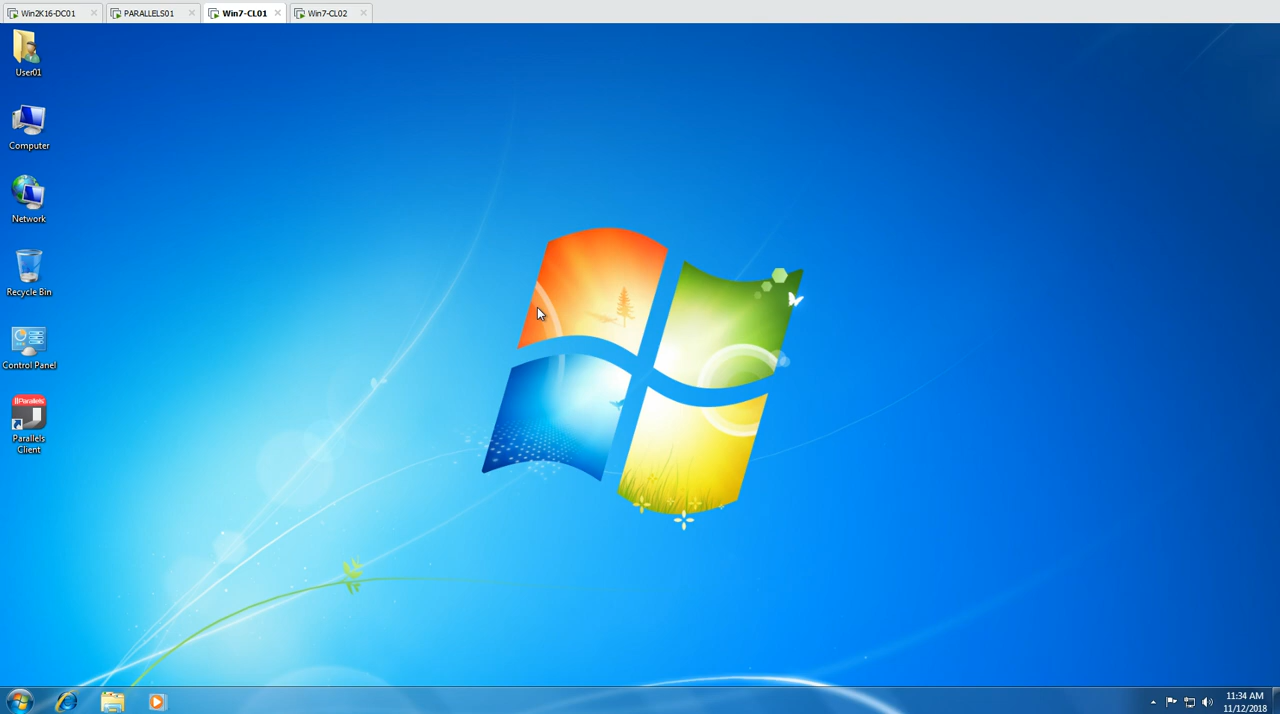 Win2K16-DC01
PARALLELS01
Win7-CL01
Win7-CL02
User01
Computer
Network
Recycle Bin
Control Panel
Parallels
Parallels
Client
11:34 AM
11/12/2018